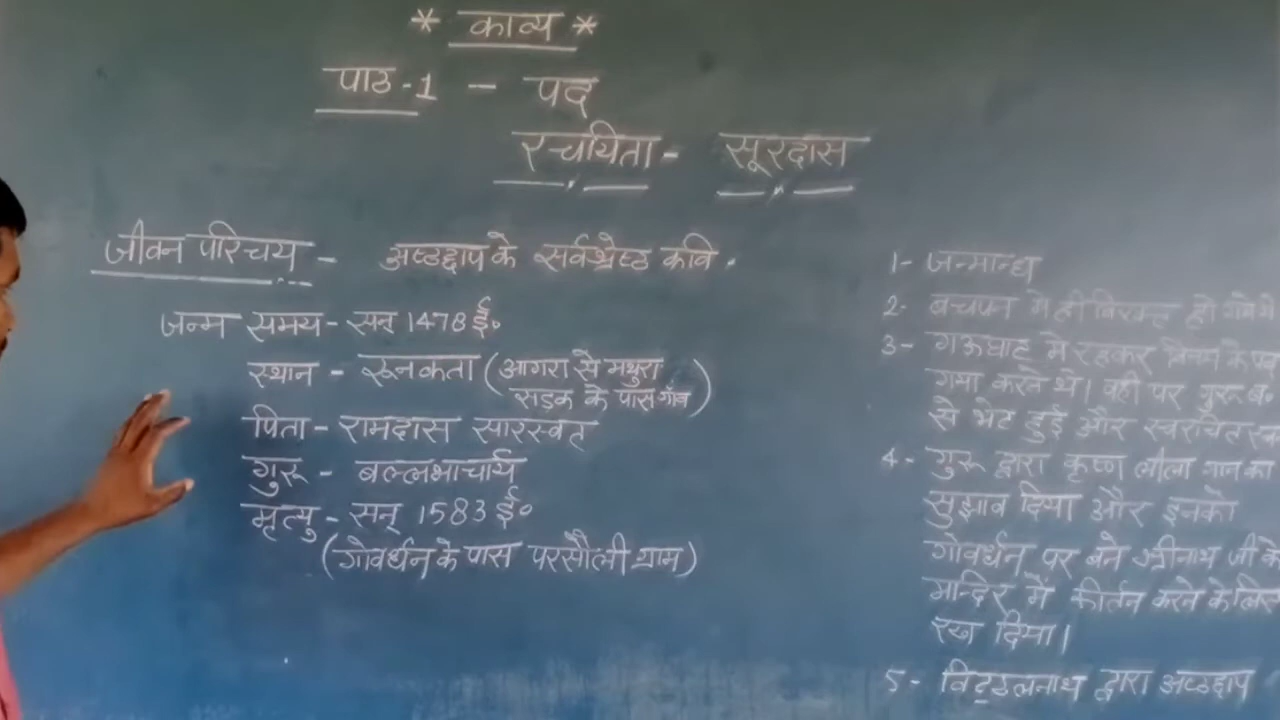 * काव्य *
पाठ-1 - पद
रचयिता - सूरदास
जीवन परिचय - अष्टछाप के सर्वश्रेष्ठ कवि.
जन्म समय - सन् 1478 ई०
स्थान - रूनकता (आगरा से मथुरा
सड़क के पास गाँव)
पिता - रामदास सारस्वत
गुरू - बल्लभाचार्य
मृत्यु - सन् 1583 ई०
(गोवर्धन के पास परसौली ग्राम)
1- जन्मान्ध
2- बचपन में ही विरक्त हो गये थे
3- गऊघाट में रहकर विनय के पद
गाया करते थे। वहीं पर गुरू ब.
से भेंट हुई और स्वरचित
4- गुरू द्वारा कृष्ण लीला गान का
सुझाव दिया और इनको
गोवर्धन पर बने श्रीनाथ जी के
मन्दिर में कीर्तन करने के लिए
रख दिया।
5- विट्ठलनाथ द्वारा अष्टछाप